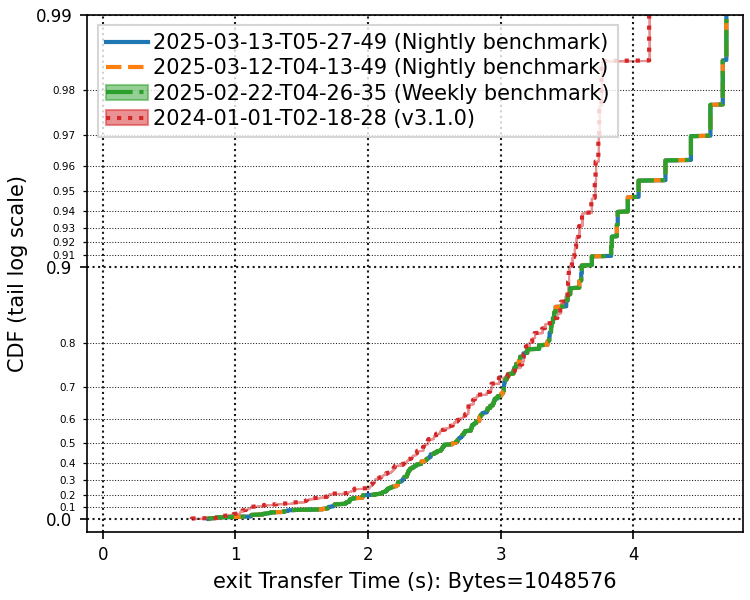 0.99
2025-03-13-T05-27-49 (Nightly benchmark)
2025-03-12-T04-13-49 (Nightly benchmark)
2025-02-22-T04-26-35 (Weekly benchmark)
2024-01-01-T02-18-28 (v3.1.0)
0.98
0.97
0.96
0.95
0.94
0.93
0.92
0.91
0.9
0.8
0.7
0.6
0.5
0.4
0.3
0.2
0.1
0.0
CDF (tail log scale)
0 1 2 3 4
exit Transfer Time (s): Bytes=1048576